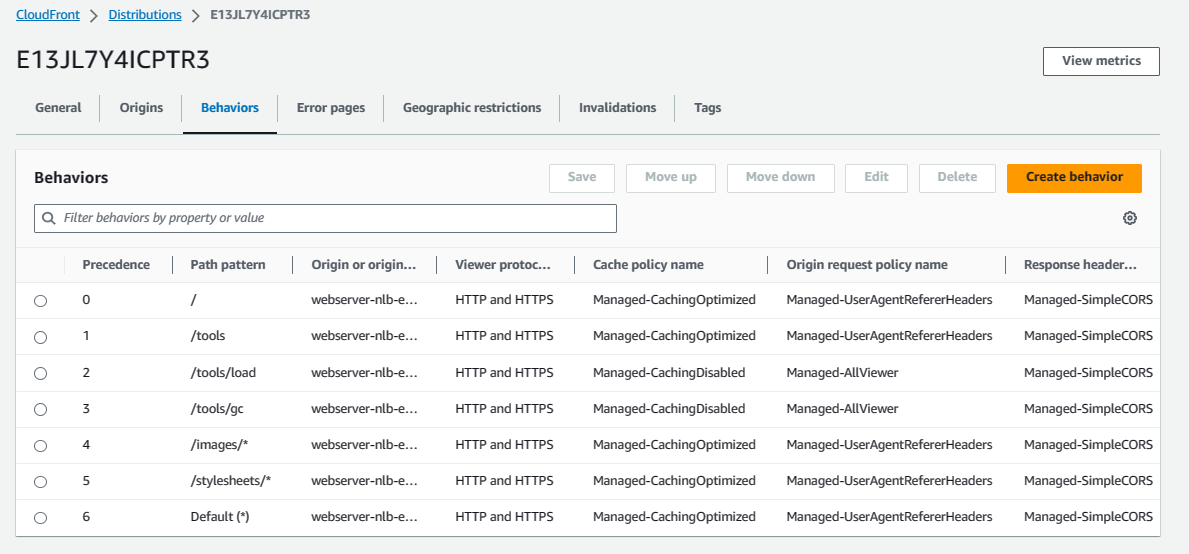 CloudFront > Distributions > E13JL7Y4ICPTR3
E13JL7Y4ICPTR3
View metrics
General Origins Behaviors Error pages Geographic restrictions Invalidations Tags
Behaviors Save Move up Move down Edit Delete Create behavior
Filter behaviors by property or value
Precedence Path pattern Origin or origin... Viewer protoc... Cache policy name Origin request policy name Response header...
0 / webserver-nlb-e... HTTP and HTTPS Managed-CachingOptimized Managed-UserAgentRefererHeaders Managed-SimpleCORS
1 /tools webserver-nlb-e... HTTP and HTTPS Managed-CachingOptimized Managed-UserAgentRefererHeaders Managed-SimpleCORS
2 /tools/load webserver-nlb-e... HTTP and HTTPS Managed-CachingDisabled Managed-AllViewer Managed-SimpleCORS
3 /tools/gc webserver-nlb-e... HTTP and HTTPS Managed-CachingDisabled Managed-AllViewer Managed-SimpleCORS
4 /images/* webserver-nlb-e... HTTP and HTTPS Managed-CachingOptimized Managed-UserAgentRefererHeaders Managed-SimpleCORS
5 /stylesheets/* webserver-nlb-e... HTTP and HTTPS Managed-CachingOptimized Managed-UserAgentRefererHeaders Managed-SimpleCORS
6 Default (*) webserver-nlb-e... HTTP and HTTPS Managed-CachingOptimized Managed-UserAgentRefererHeaders Managed-SimpleCORS